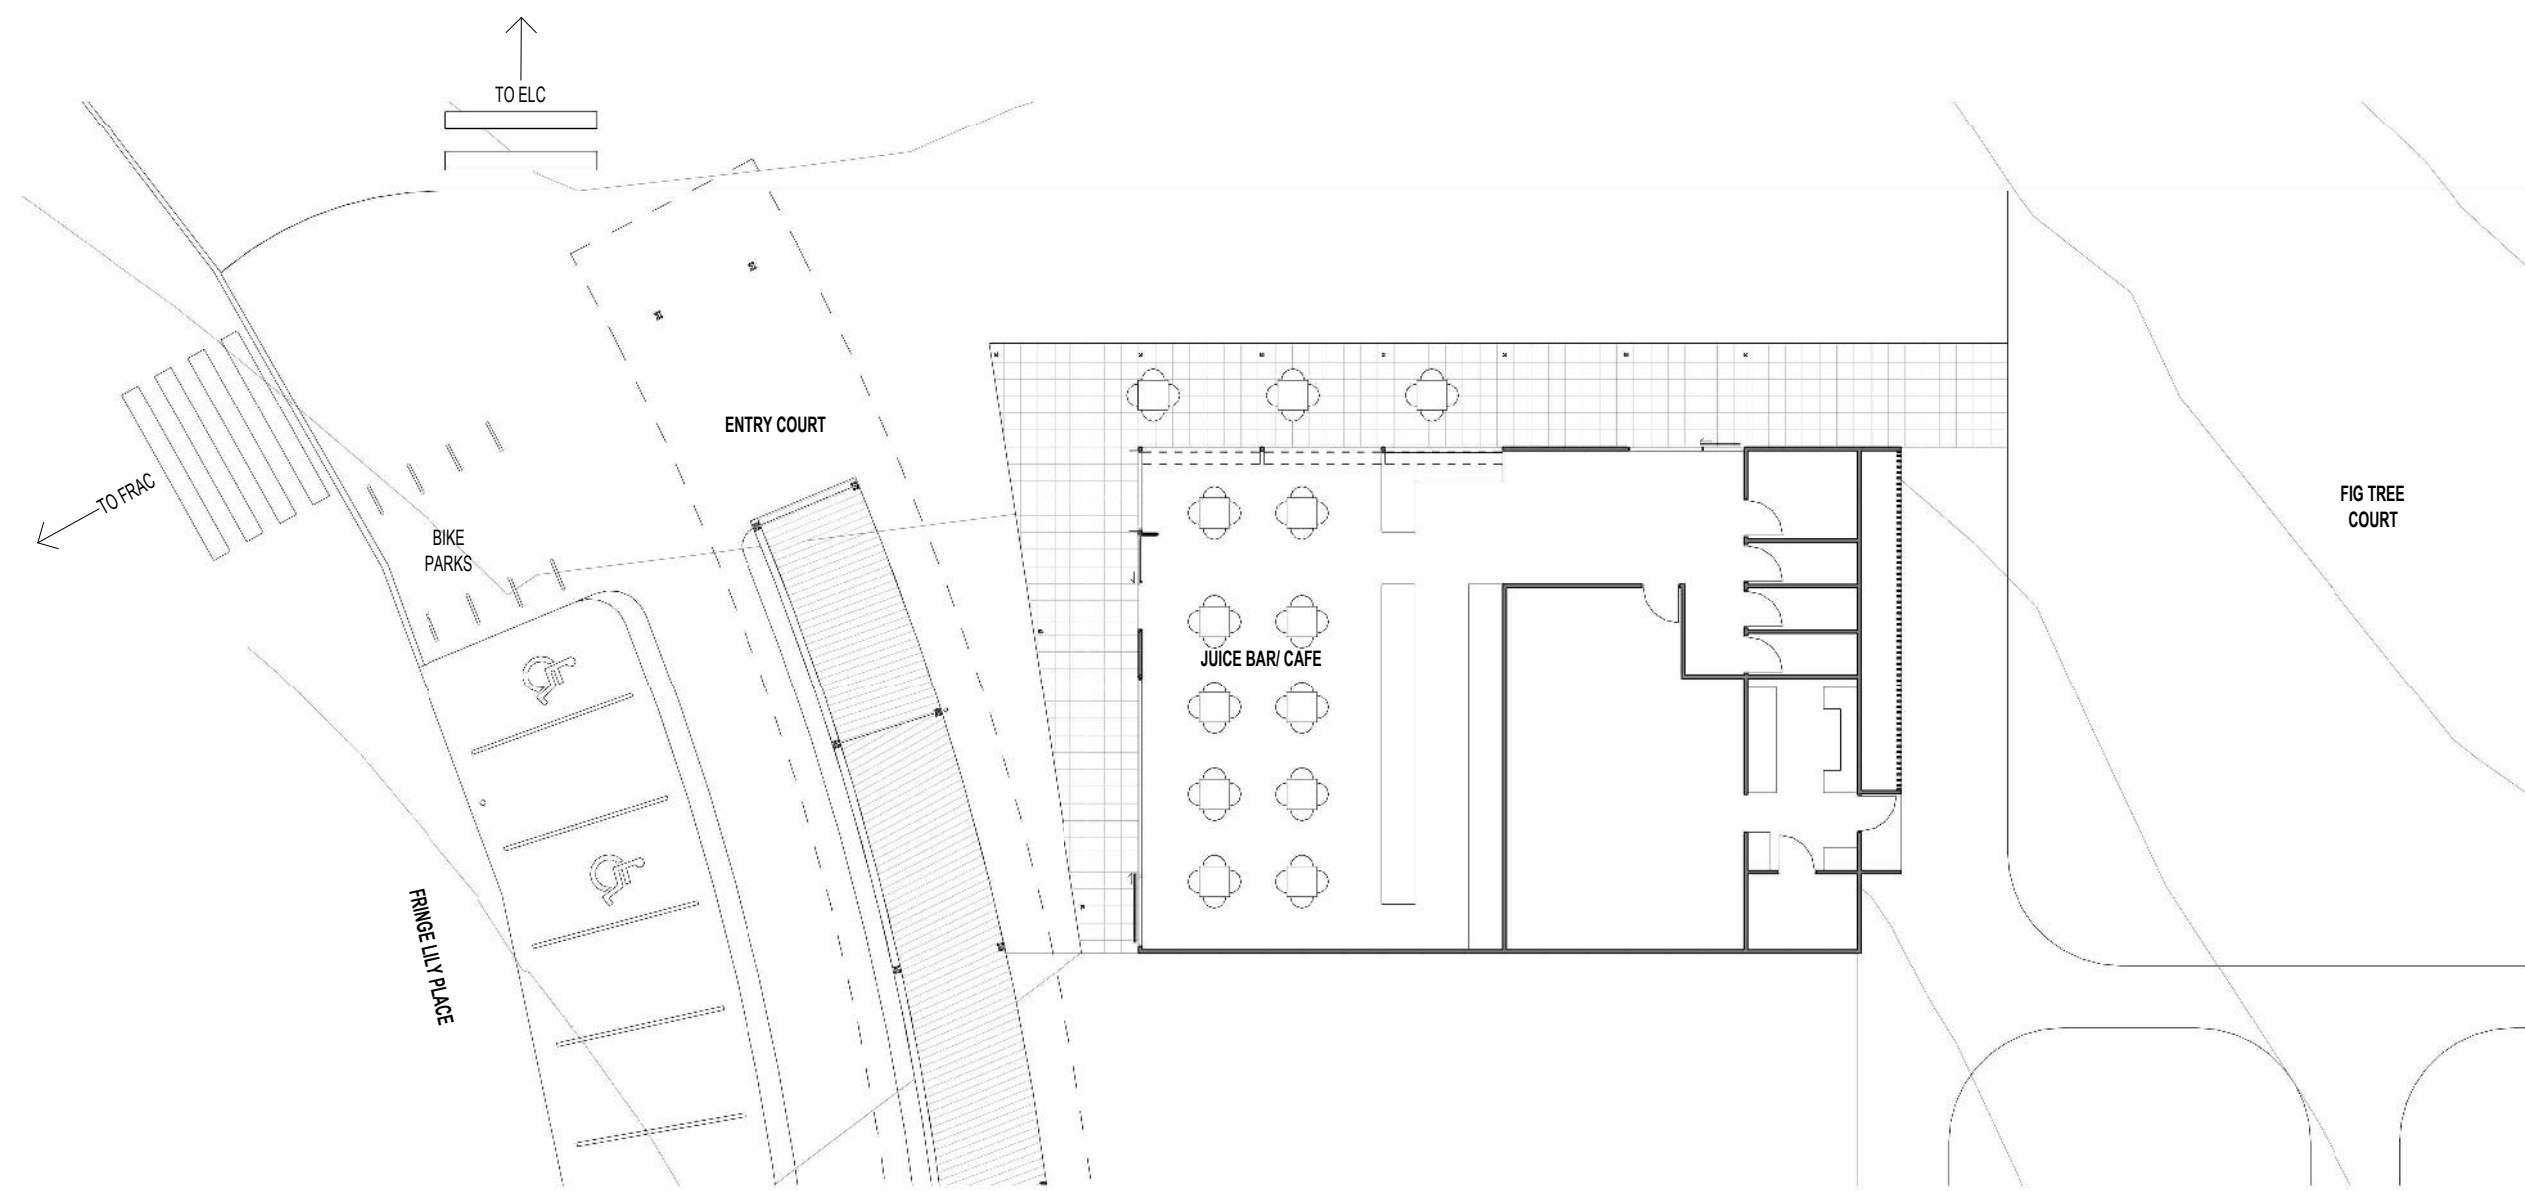 TO ELC
ENTRY COURT
TO FRAC
BIKE
PARKS
FIG TREE
COURT
JUICE BAR/ CAFE
FRINGE LILY PLACE